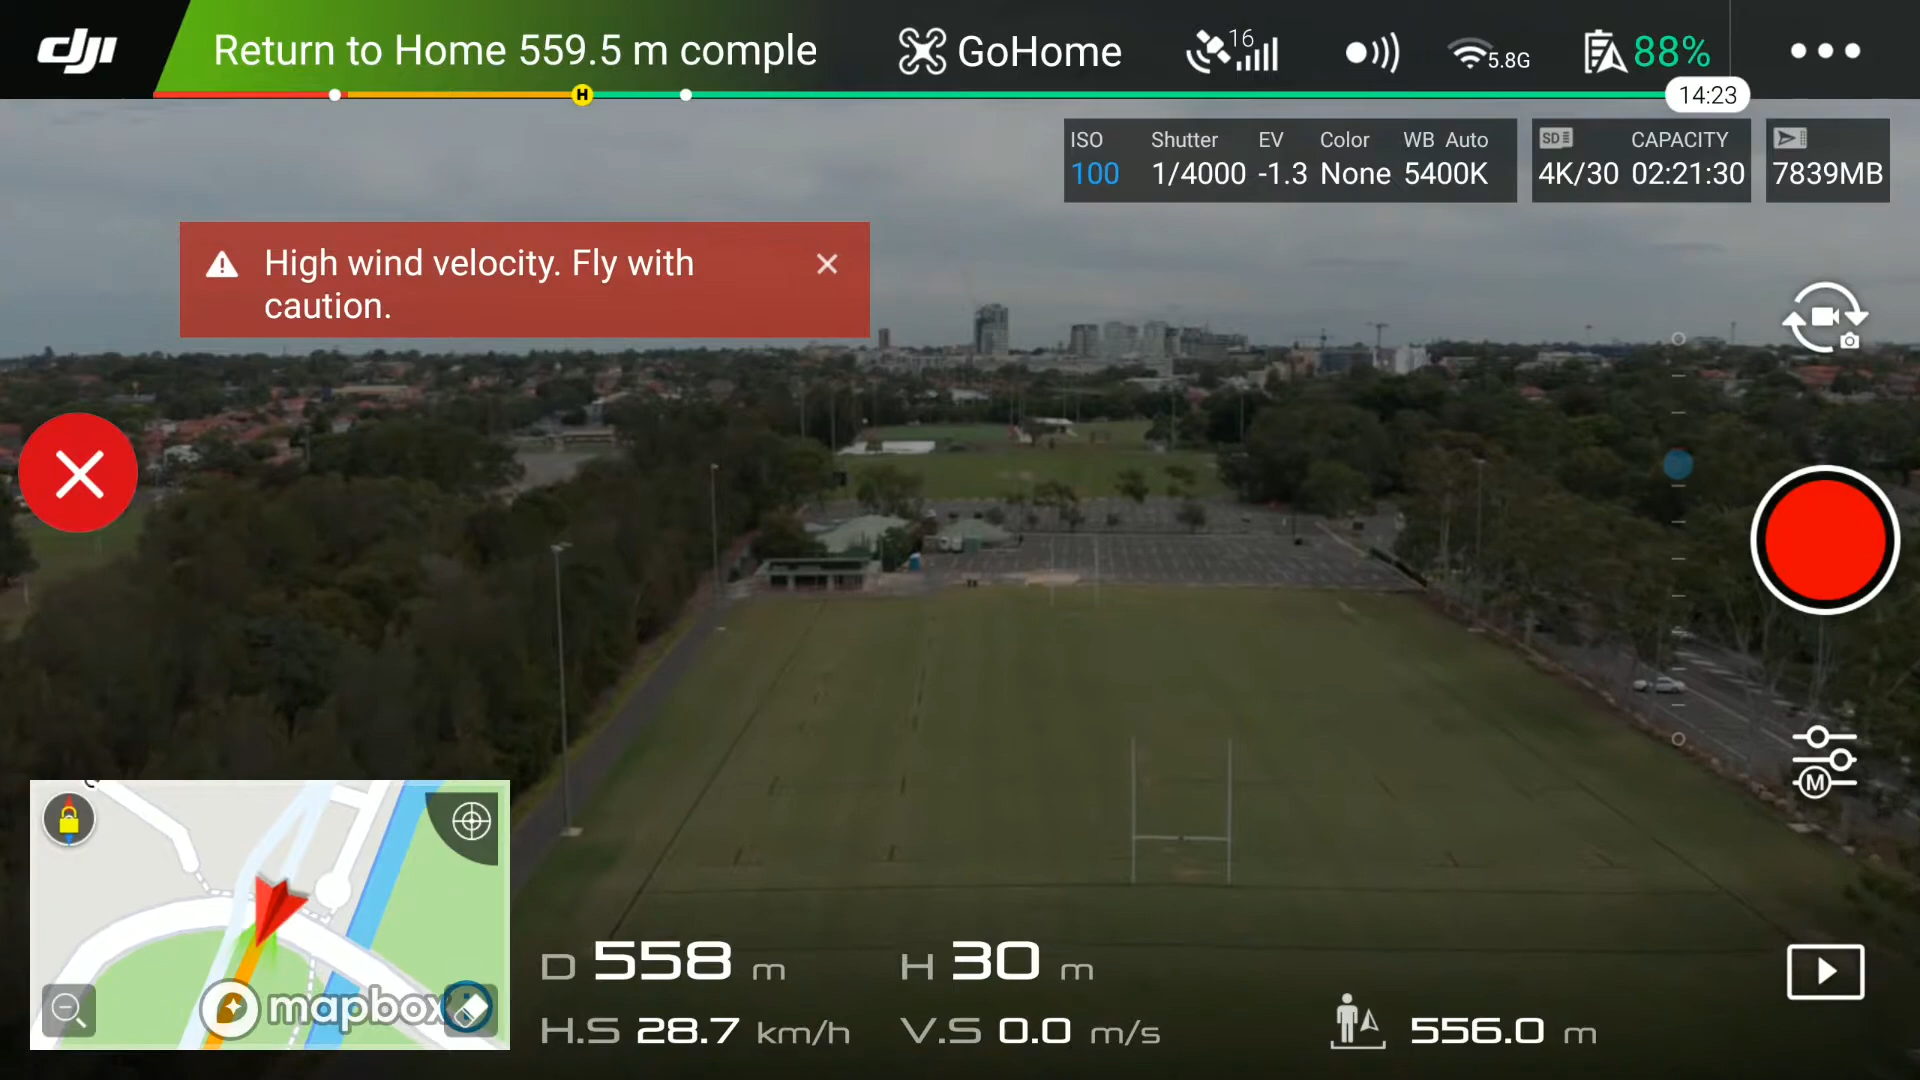 dji
Return to Home 559.5 m comple
GoHome
16
5.8G
88%
H
14:23
ISO Shutter EV Color WB Auto
100 1/4000 -1.3 None 5400K
SD CAPACITY
4K/30 02:21:30
7839MB
High wind velocity. Fly with
caution.
M
mapbox
D 558 m H 30 m
H.S 28.7 km/h V.S 0.0 m/s
556.0 m